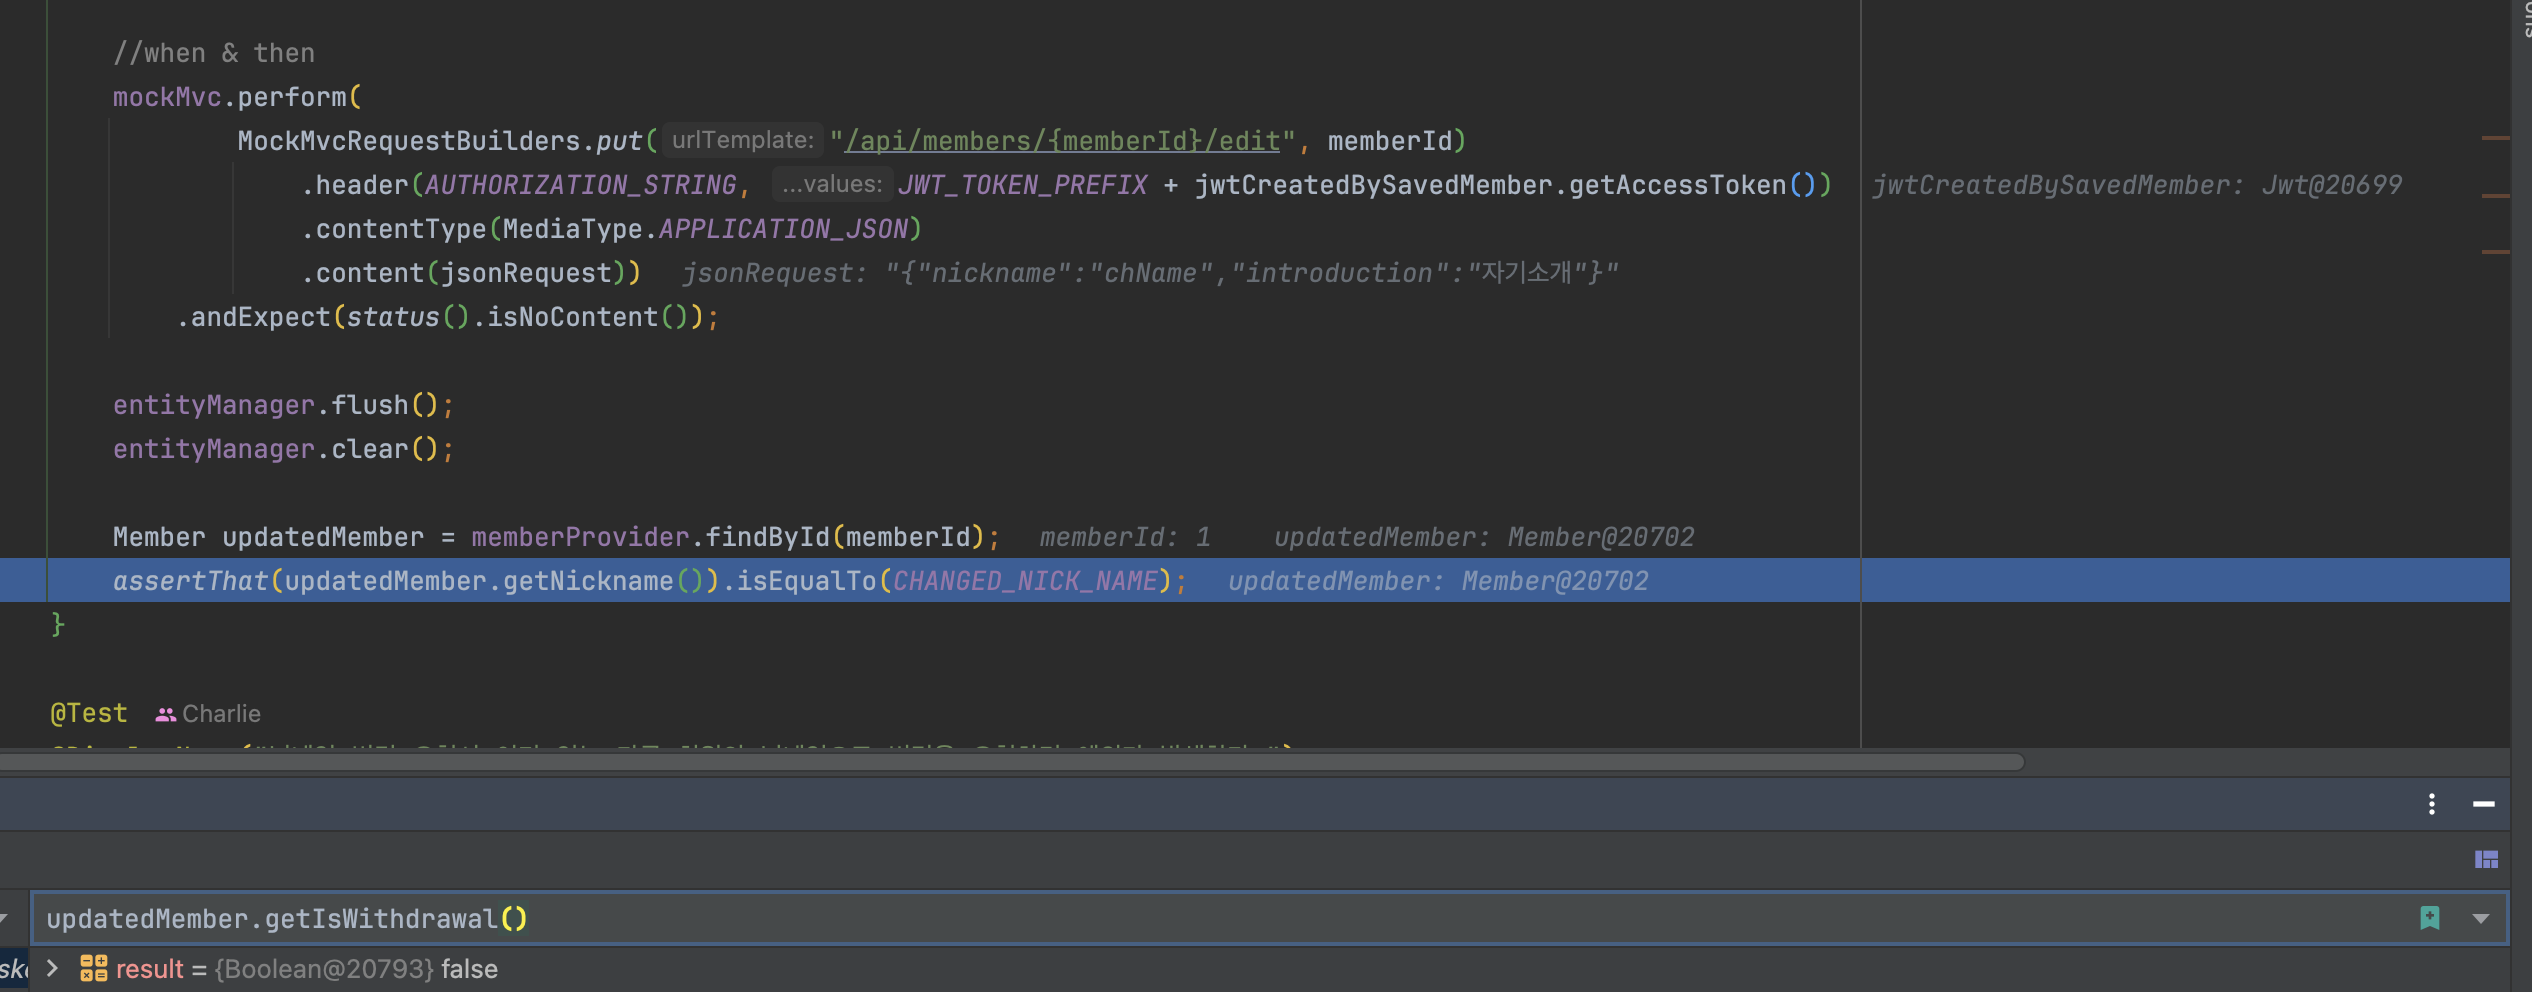 //when & then
mockMvc.perform(
MockMvcRequestBuilders.put( urlTemplate: "/api/members/{memberId}/edit", memberId)
.header(AUTHORIZATION_STRING, ...values: JWT_TOKEN_PREFIX + jwtCreatedBySavedMember.getAccessToken()) jwtCreatedBySavedMember: Jwt@20699
.contentType(MediaType.APPLICATION_JSON)
.content(jsonRequest)) jsonRequest: "{"nickname":"chName","introduction":"자기소개"}"
.andExpect(status().isNoContent());
entityManager.flush();
entityManager.clear();
Member updatedMember = memberProvider.findById(memberId); memberId: 1 updatedMember: Member@20702
assertThat(updatedMember.getNickname()).isEqualTo(CHANGED_NICK_NAME); updatedMember: Member@20702
}
@Test Charlie
updatedMember.getIsWithdrawal()
result = {Boolean@20793} false